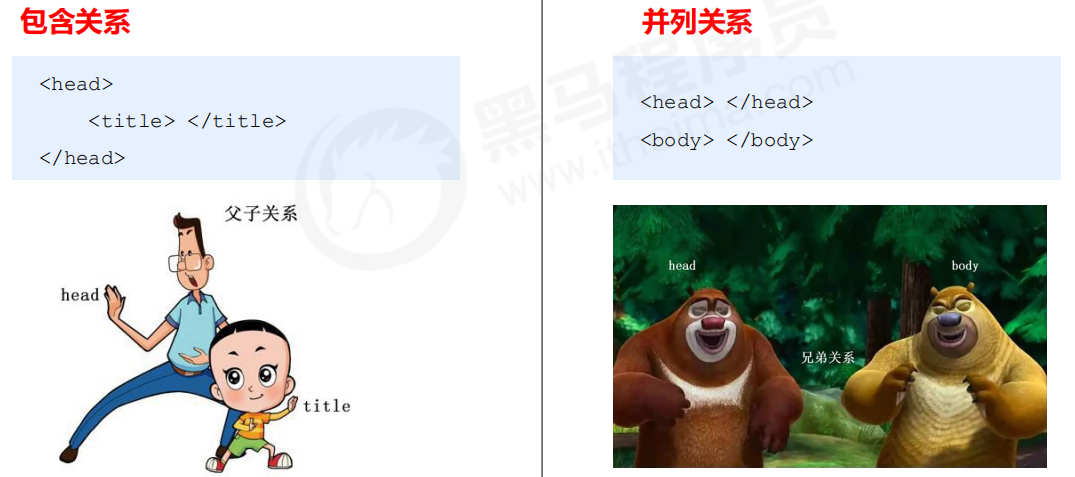 包含关系
<head>
<title> </title>
</head>
父子关系
head
title
并列关系
<head> </head>
<body> </body>
head
body
兄弟关系
黑马程序员
www.itheima.com